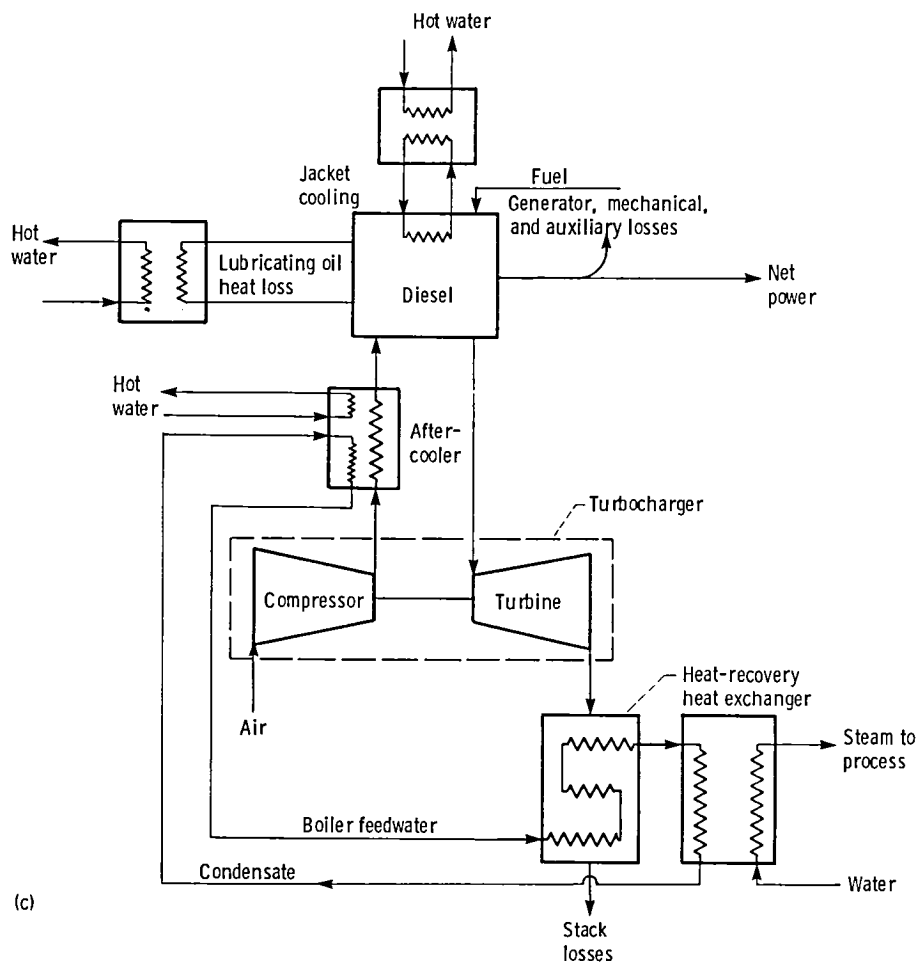 Hot water
Jacket
cooling
Fuel
Generator, mechanical,
and auxiliary losses
Hot
water
Lubricating oil
heat loss
Diesel
Net
power
Hot
water
After-
cooler
Turbocharger
Compressor
Turbine
Air
Heat-recovery
heat exchanger
Steam to
process
Boiler feedwater
Condensate
Water
(c)
Stack
losses